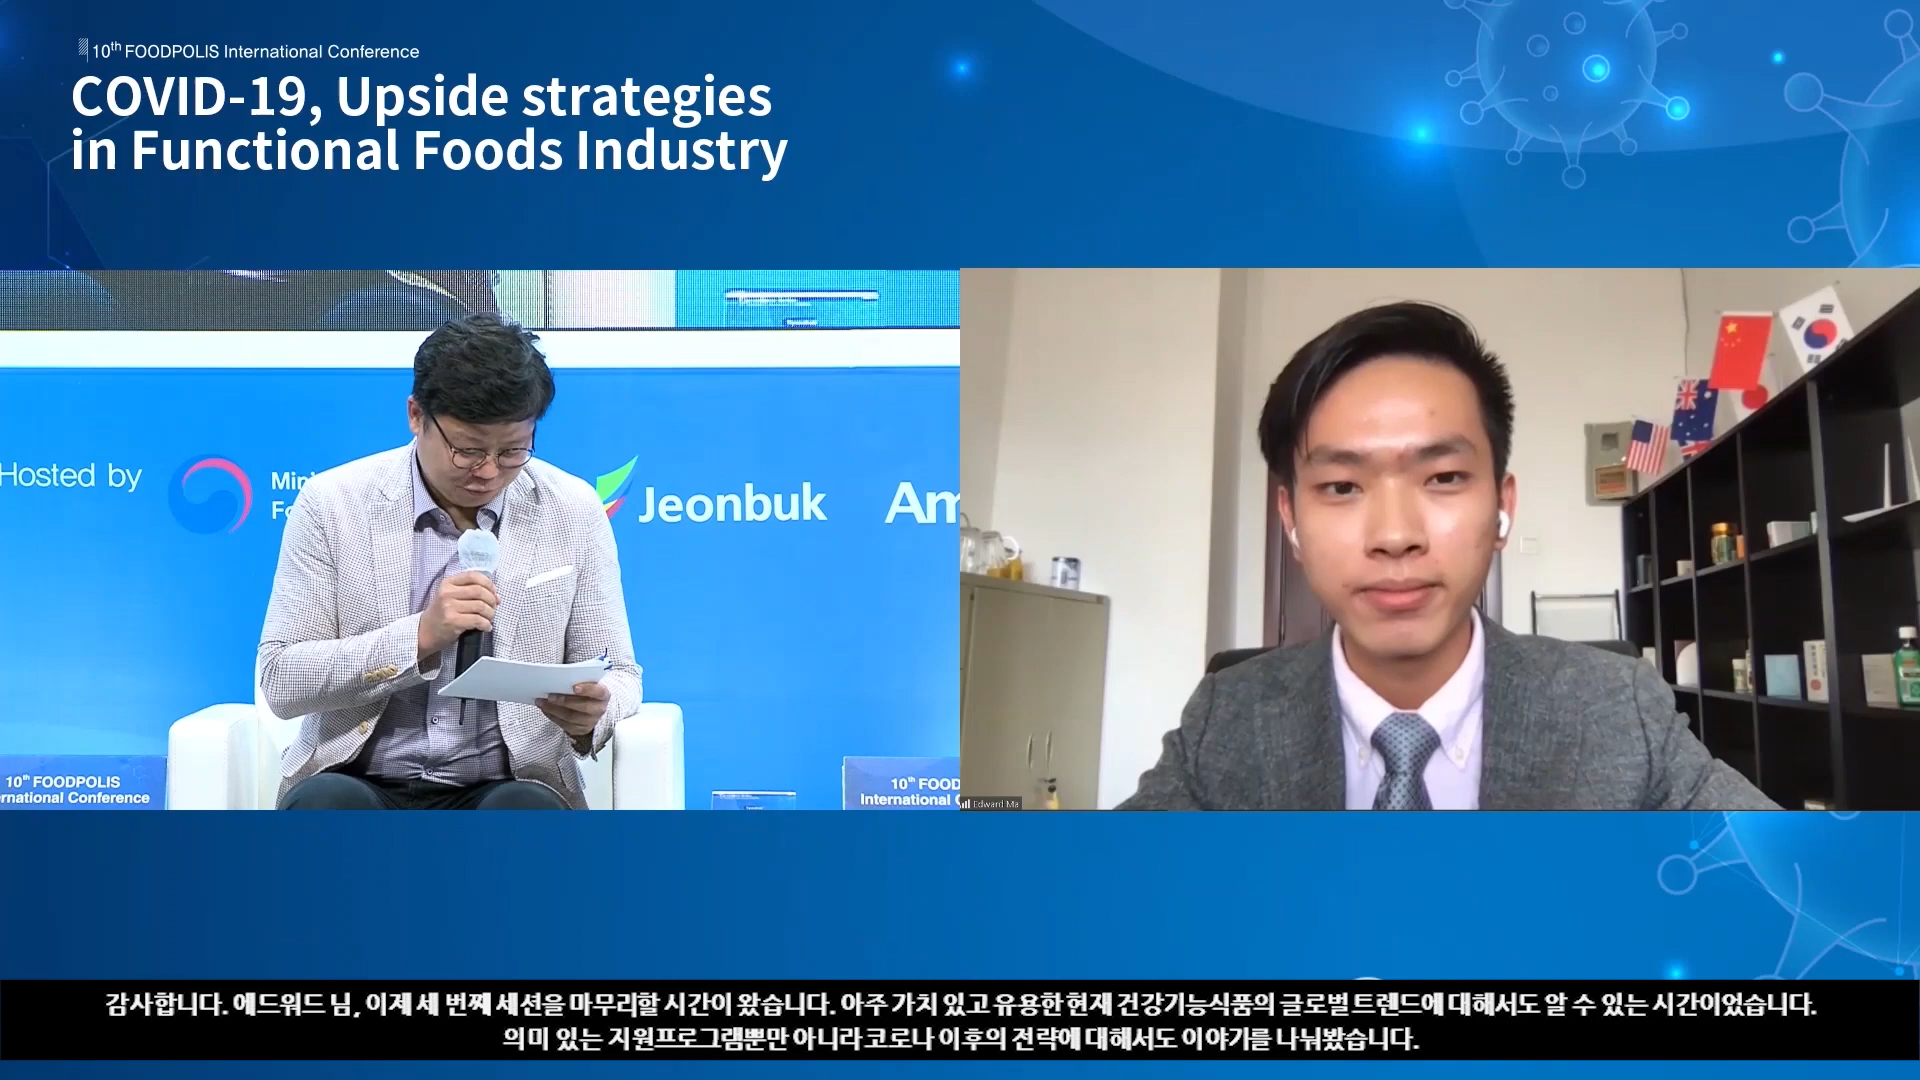 10th FOODPOLIS International Conference
COVID-19, Upside strategies
in Functional Foods Industry
Hosted by
Jeonbuk
10th FOODPOLIS
International Conference
Edward Ma
감사합니다. 에드워드 님, 이제 세 번째 세션을 마무리할 시간이 왔습니다. 아주 가치 있고 유용한 현재 건강기능식품의 글로벌 트렌드에 대해서도 알 수 있는 시간이었습니다.
의미 있는 지원프로그램뿐만 아니라 코로나 이후의 전략에 대해서도 이야기를 나눠봤습니다.